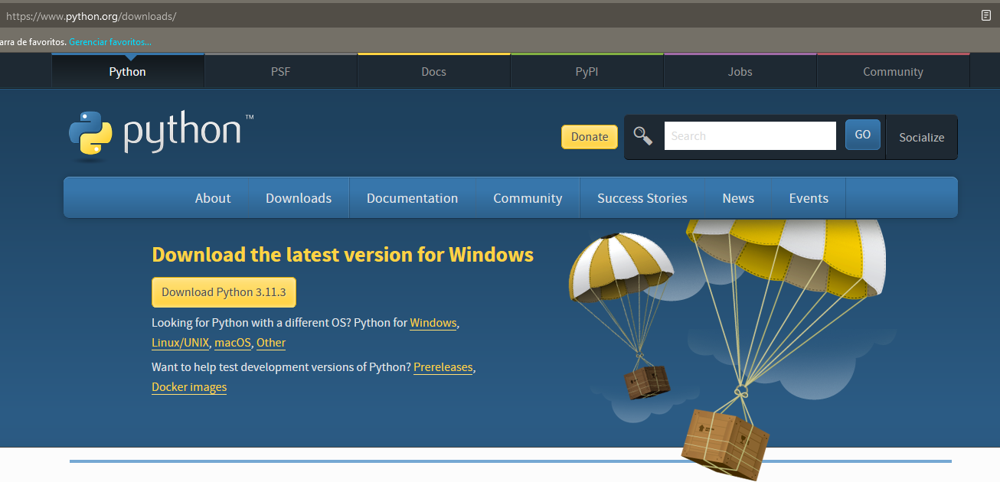 https://www.python.org/downloads/
arra de favoritos. Gerenciar favoritos...
Python PSF Docs PyPI Jobs Community
python™
Donate Search GO Socialize
About Downloads Documentation Community Success Stories News Events
Download the latest version for Windows
Download Python 3.11.3
Looking for Python with a different OS? Python for Windows,
Linux/UNIX, macOS, Other
Want to help test development versions of Python? Prereleases,
Docker images